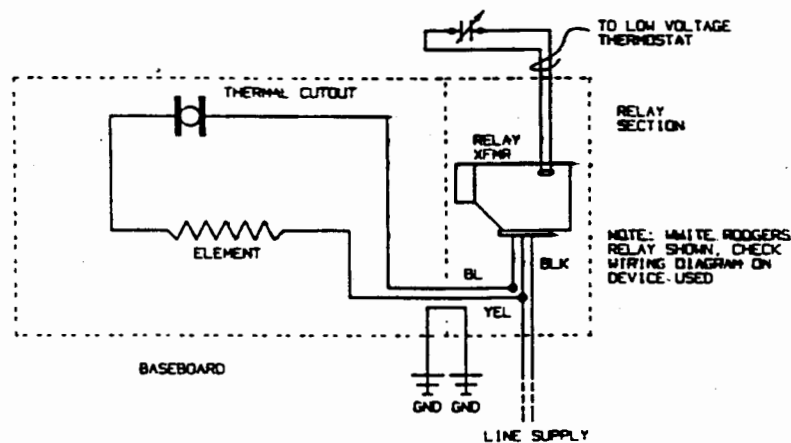 TO LOW VOLTAGE
THERMOSTAT
THERMAL CUTOUT
RELAY
SECTION
RELAY
XFMR
ELEMENT
NOTE: WHITE RODGERS
RELAY SHOWN, CHECK
WIRING DIAGRAM ON
DEVICE USED
BL
BLK
YEL
BASEBOARD
GND GND
LINE SUPPLY